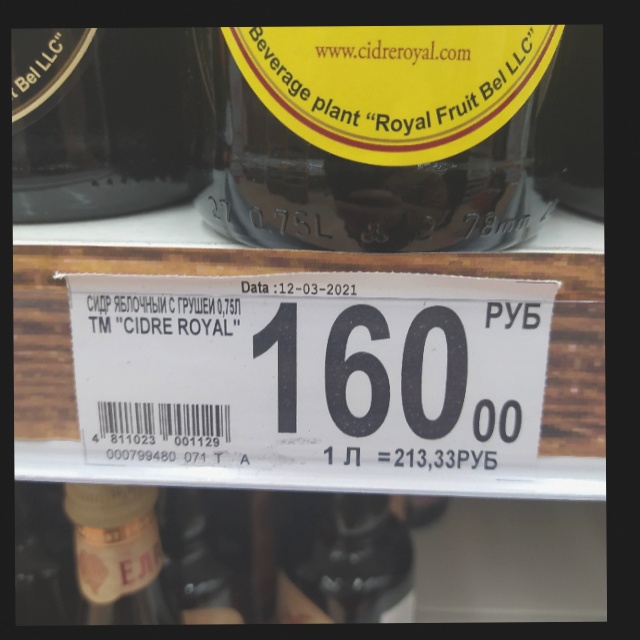 www.cidreroyal.com
Beverage plant “Royal Fruit Bel LLC"
Bel LLC"
0,75L 78mm
Data :12-03-2021
СИДР ЯБЛОЧНЫЙ С ГРУШЕЙ 0,75Л
ТМ "CIDRE ROYAL"
160 00 РУБ
4 811023 001129
1 Л =213,33РУБ
000799480 071 Т А